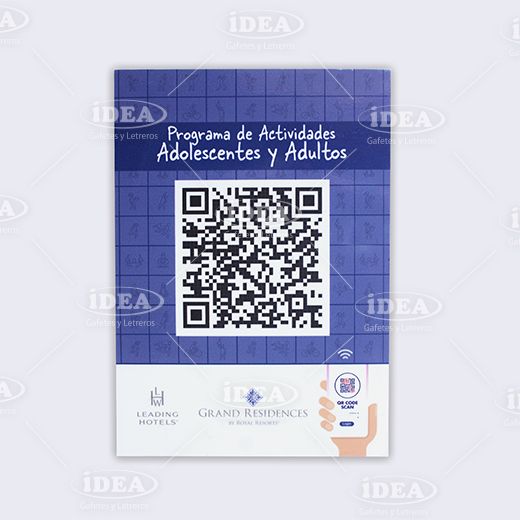 Programa de Actividades
Adolescentes y Adultos
LHW
LEADING
HOTELS
GRAND RESIDENCES
BY ROYAL RESORTS
QR CODE
SCAN
Login
iDEA
Gafetes y Letreros